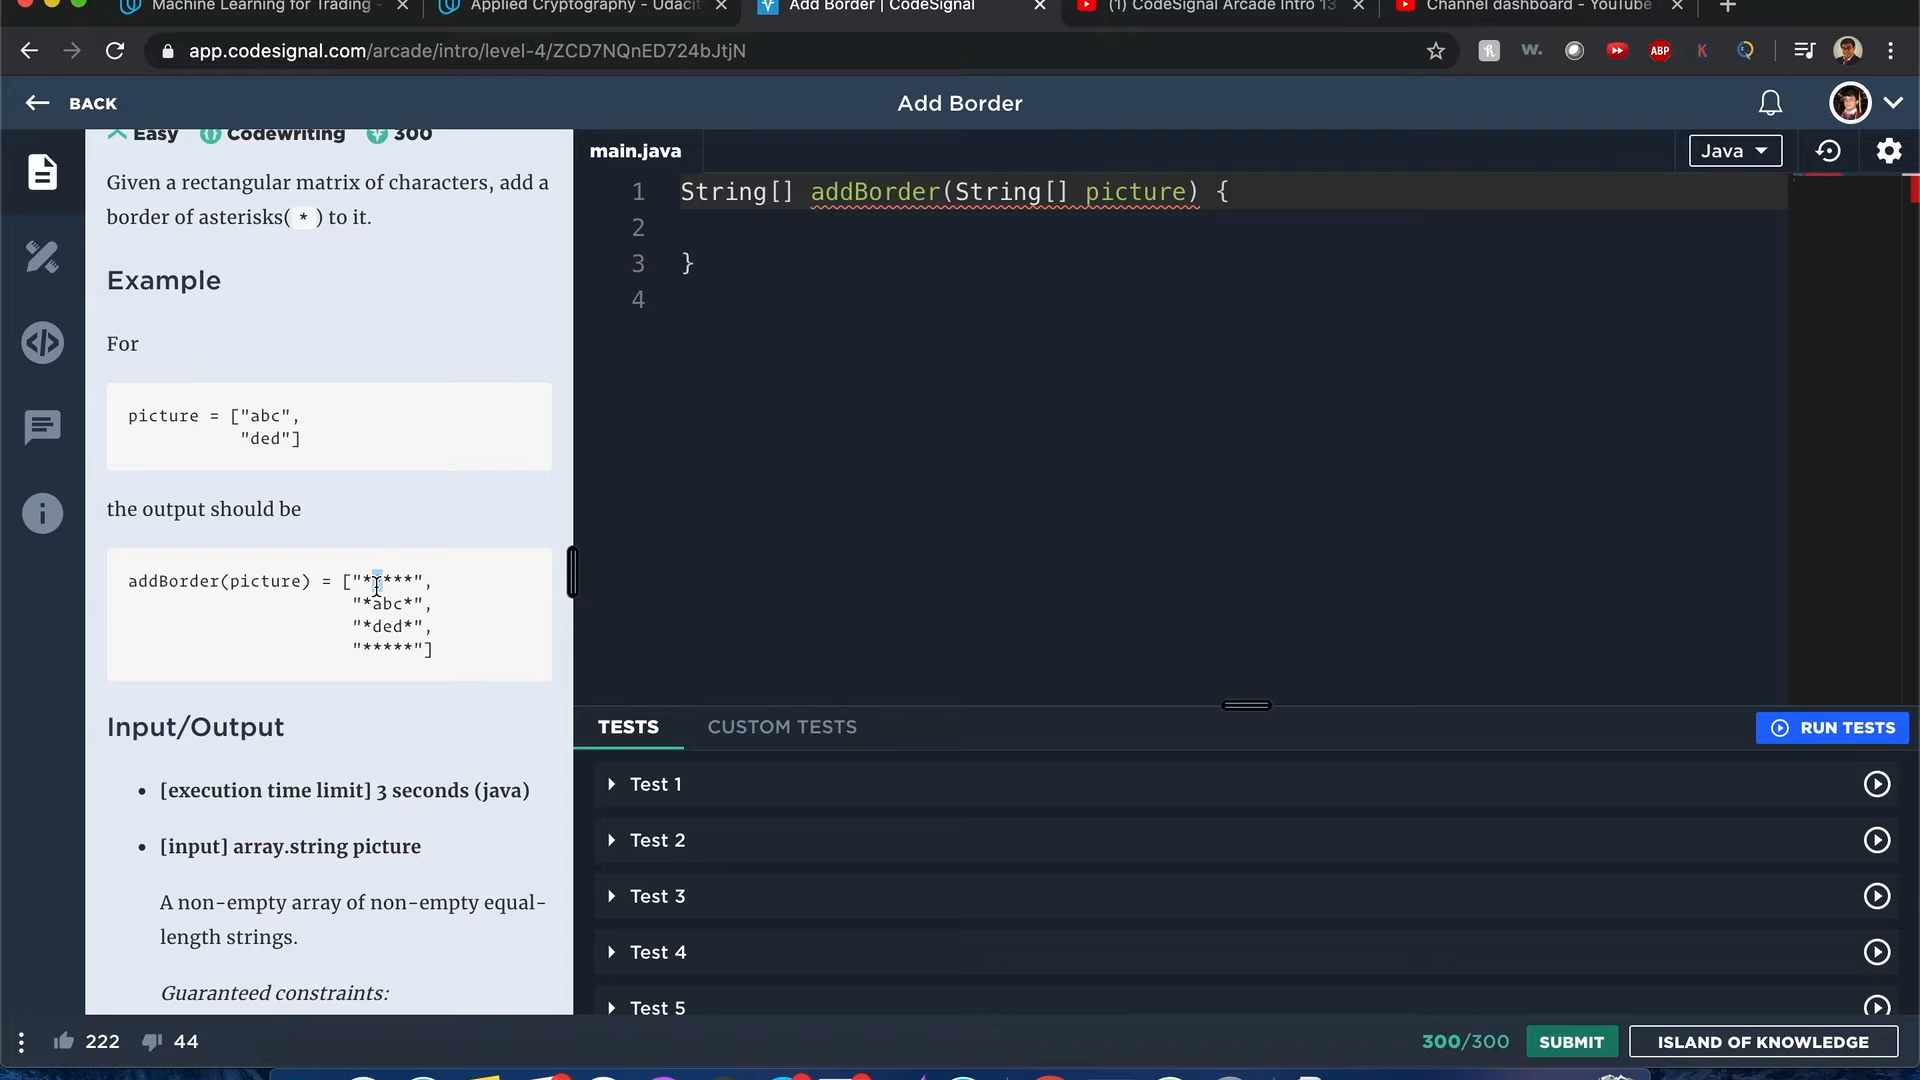 Machine Learning for Trading -
Applied Cryptography - Udacit
Add Border | CodeSignal
(1) CodeSignal Arcade Intro 13
Channel dashboard - YouTube
app.codesignal.com/arcade/intro/level-4/ZCD7NQnED724bJtjN
w.
ABP
K
BACK
Add Border
Easy Codewriting 300
Given a rectangular matrix of characters, add a
border of asterisks( * ) to it.
Example
For
picture = ["abc",
"ded"]
the output should be
addBorder(picture) = ["*****",
"*abc*",
"*ded*",
"*****"]
Input/Output
• [execution time limit] 3 seconds (java)
• [input] array.string picture
A non-empty array of non-empty equal-
length strings.
Guaranteed constraints:
222 44
main.java
Java
1 String[] addBorder(String[] picture) {
2
3 }
4
TESTS CUSTOM TESTS
RUN TESTS
Test 1
Test 2
Test 3
Test 4
Test 5
300/300 SUBMIT ISLAND OF KNOWLEDGE